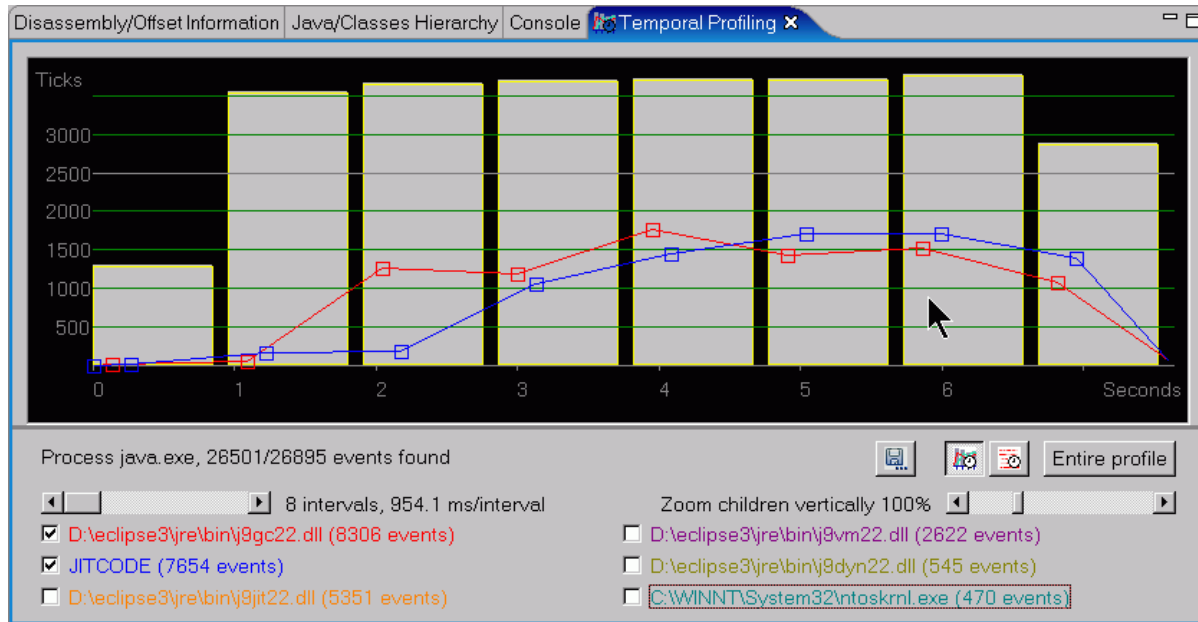 Disassembly/Offset Information Java/Classes Hierarchy Console Temporal Profiling
Ticks
3000
2500
2000
1500
1000
500
0 1 2 3 4 5 6 Seconds
Process java.exe, 26501/26895 events found Entire profile
8 intervals, 954.1 ms/interval Zoom children vertically 100%
D:\eclipse3\jre\bin\j9gc22.dll (8306 events) D:\eclipse3\jre\bin\j9vm22.dll (2622 events)
JITCODE (7654 events) D:\eclipse3\jre\bin\j9dyn22.dll (545 events)
D:\eclipse3\jre\bin\j9jit22.dll (5351 events) C:\WINNT\System32\ntoskrnl.exe (470 events)